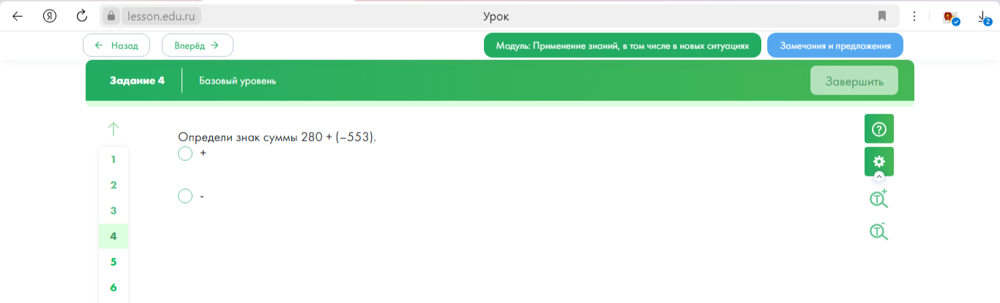 Я lesson.edu.ru Урок 2
Назад Вперёд Модуль: Применение знаний, в том числе в новых ситуациях Замечания и предложения
Задание 4 Базовый уровень Завершить
Определи знак суммы 280 + (−553).
+
-
1
2
3
4
5
6
?
T+
T-